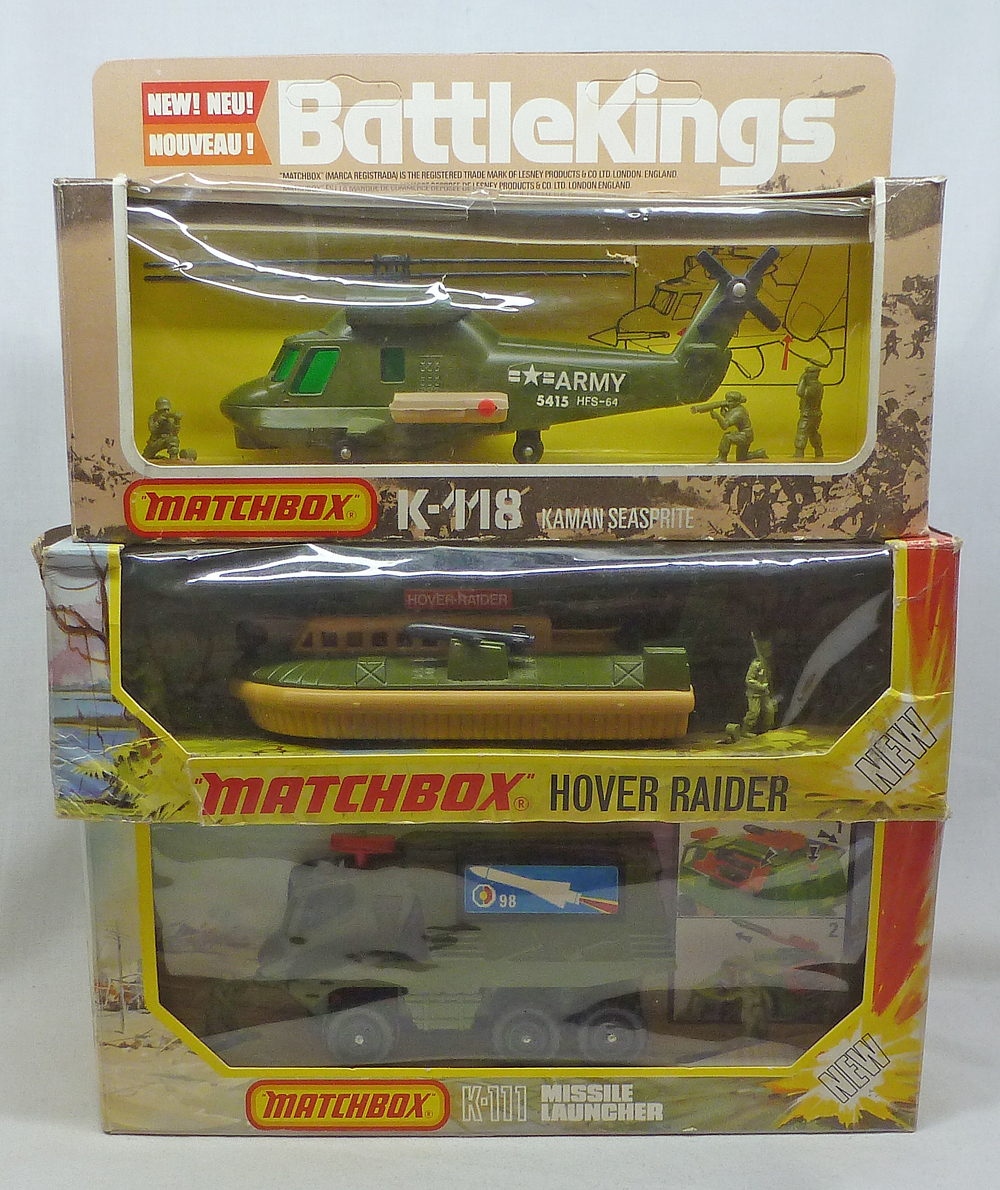 NEW! NEU!
NOUVEAU !
BattleKings
"MATCHBOX" (MARCA REGISTRADA) IS THE REGISTERED TRADE MARK OF LESNEY PRODUCTS & CO LTD. LONDON. ENGLAND.
ARMY
5415 HFS-64
"MATCHBOX"®
K-118 KAMAN SEASPRITE
HOVER RAIDER
"MATCHBOX"® HOVER RAIDER
NEW
98
2
NEW
"MATCHBOX"®
K-111 MISSILE
LAUNCHER